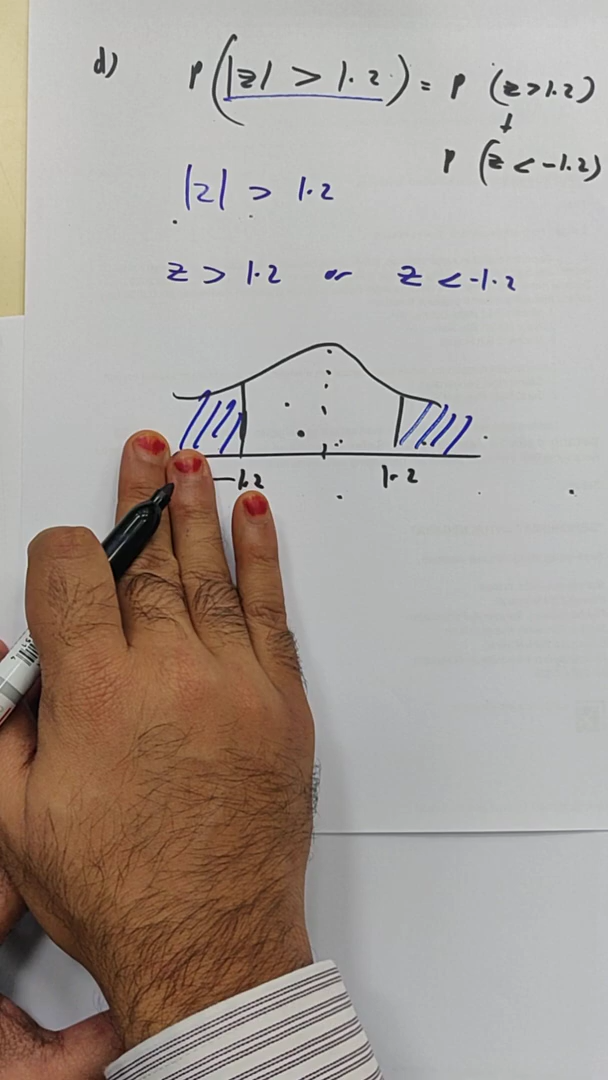 d) P(|z| > 1.2) = P (z>1.2)
+
P (z < -1.2)
|z| > 1.2
z > 1.2 or z < -1.2
-1.2 1.2